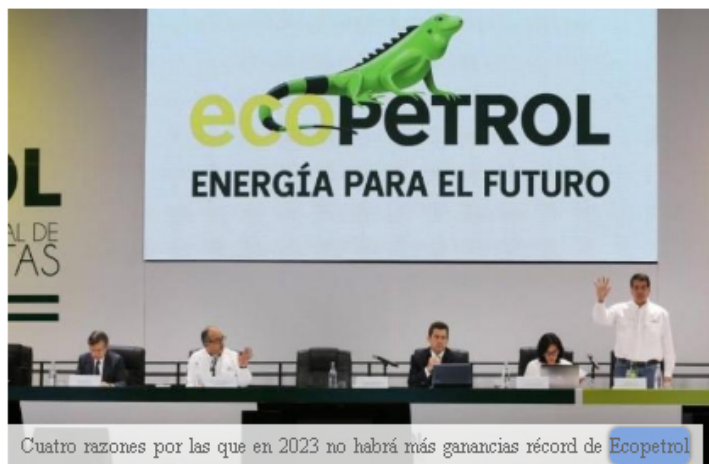 ecoPETROL
ENERGÍA PARA EL FUTURO
OL
AL DE
TAS
Cuatro razones por las que en 2023 no habrá más ganancias récord de Ecopetrol